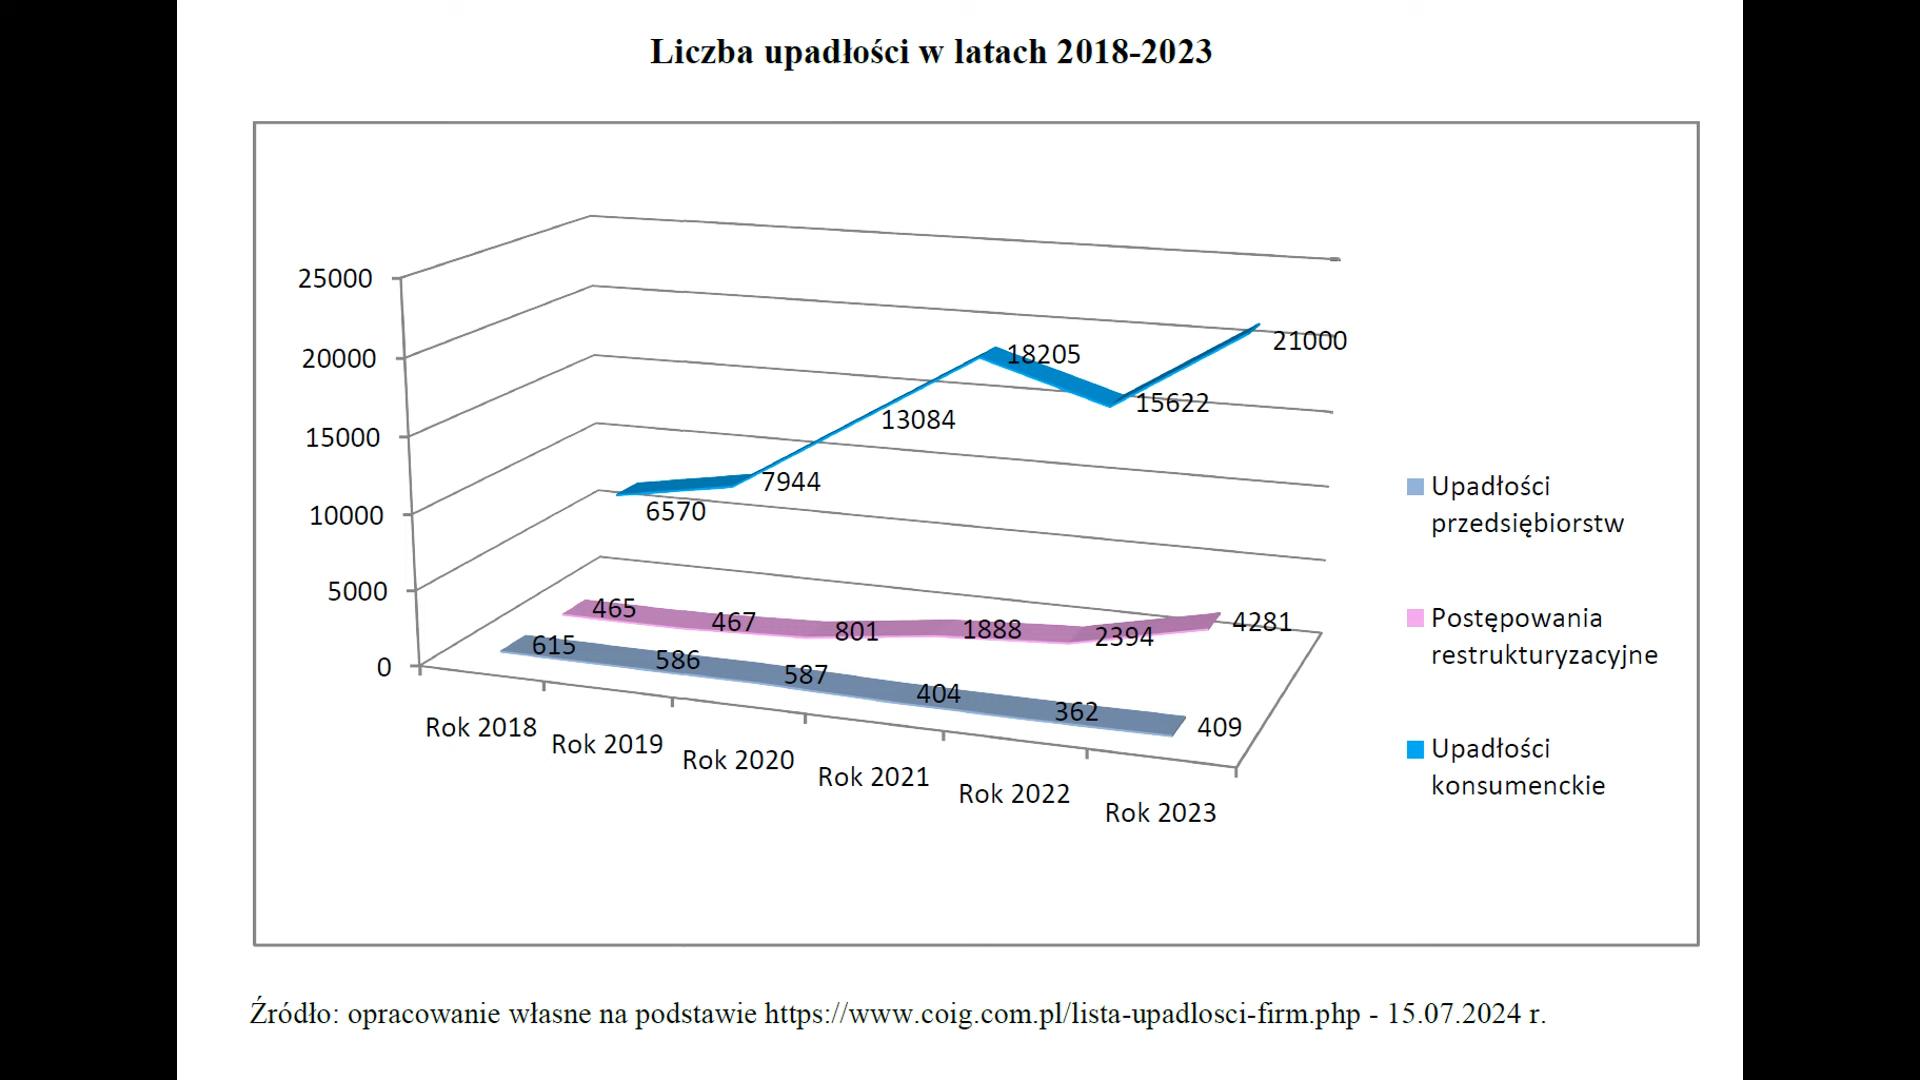 Liczba upadłości w latach 2018-2023
25000
20000
15000
10000
5000
0
6570
7944
13084
18205
15622
21000
465
467
801
1888
2394
4281
615
586
587
404
362
409
Rok 2018
Rok 2019
Rok 2020
Rok 2021
Rok 2022
Rok 2023
Upadłości
przedsiębiorstw
Postępowania
restrukturyzacyjne
Upadłości
konsumenckie
Źródło: opracowanie własne na podstawie https://www.coig.com.pl/lista-upadlosci-firm.php - 15.07.2024 r.